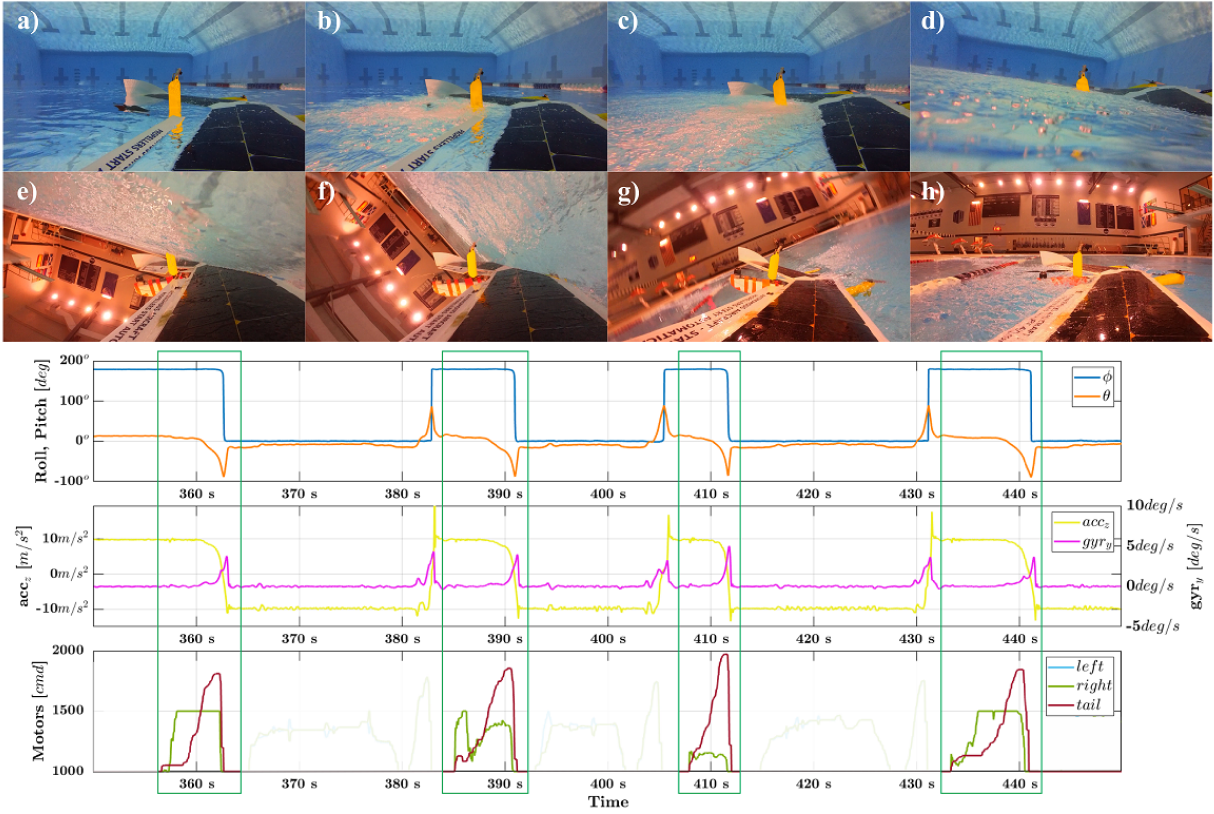 a) b) c) d)
PROPELLERS START
e) f) g) h)
200° 100° 0° -100°
Roll, Pitch [deg]
ϕ
θ
360 s 370 s 380 s 390 s 400 s 410 s 420 s 430 s 440 s
10m/s² 0m/s² -10m/s²
acc_z [m/s²]
10deg/s 5deg/s 0deg/s -5deg/s
gyr_y [deg/s]
acc_z
gyr_y
360 s 370 s 380 s 390 s 400 s 410 s 420 s 430 s 440 s
2000 1500 1000
Motors [cmd]
left
right
tail
360 s 370 s 380 s 390 s 400 s 410 s 420 s 430 s 440 s
Time